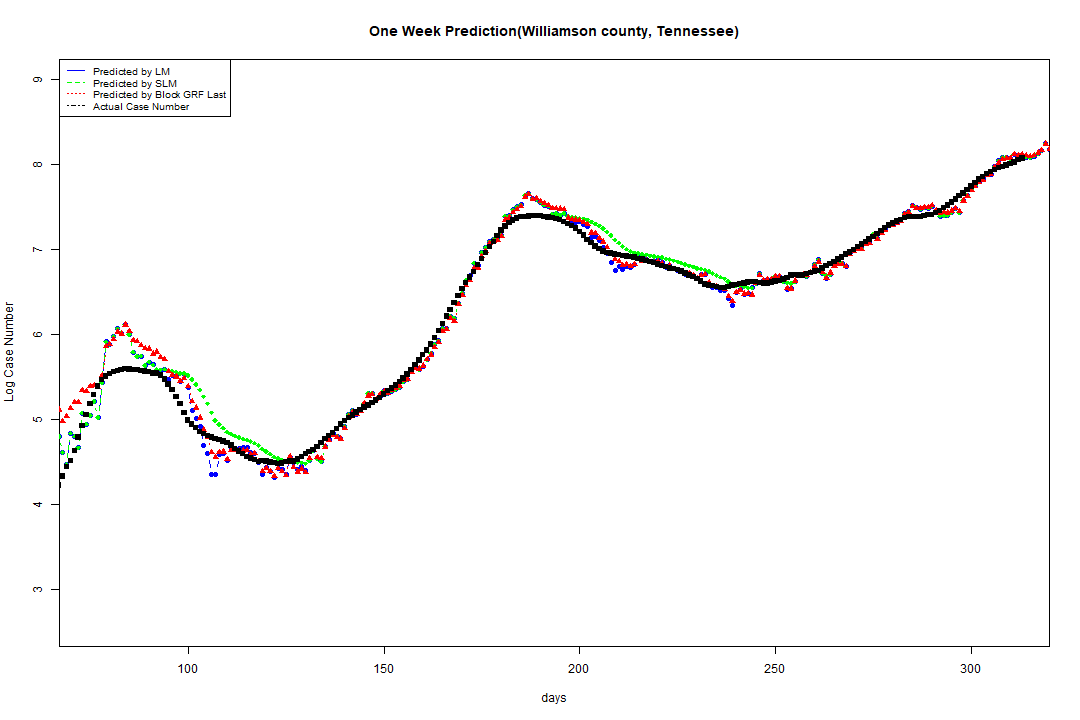 One Week Prediction(Williamson county, Tennessee)
Predicted by LM
Predicted by SLM
Predicted by Block GRF Last
Actual Case Number
9
8
7
6
5
4
3
Log Case Number
100 150 200 250 300
days